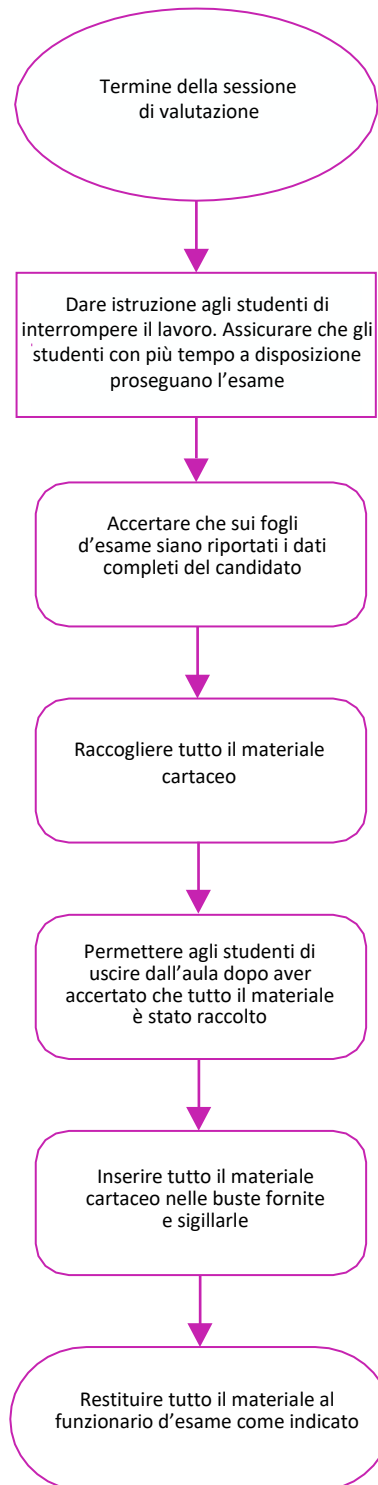 Termine della sessione
di valutazione
Dare istruzione agli studenti di
interrompere il lavoro. Assicurare che gli
studenti con più tempo a disposizione
proseguano l’esame
Accertare che sui fogli
d’esame siano riportati i dati
completi del candidato
Raccogliere tutto il materiale
cartaceo
Permettere agli studenti di
uscire dall’aula dopo aver
accertato che tutto il materiale
è stato raccolto
Inserire tutto il materiale
cartaceo nelle buste fornite
e sigillarle
Restituire tutto il materiale al
funzionario d’esame come indicato